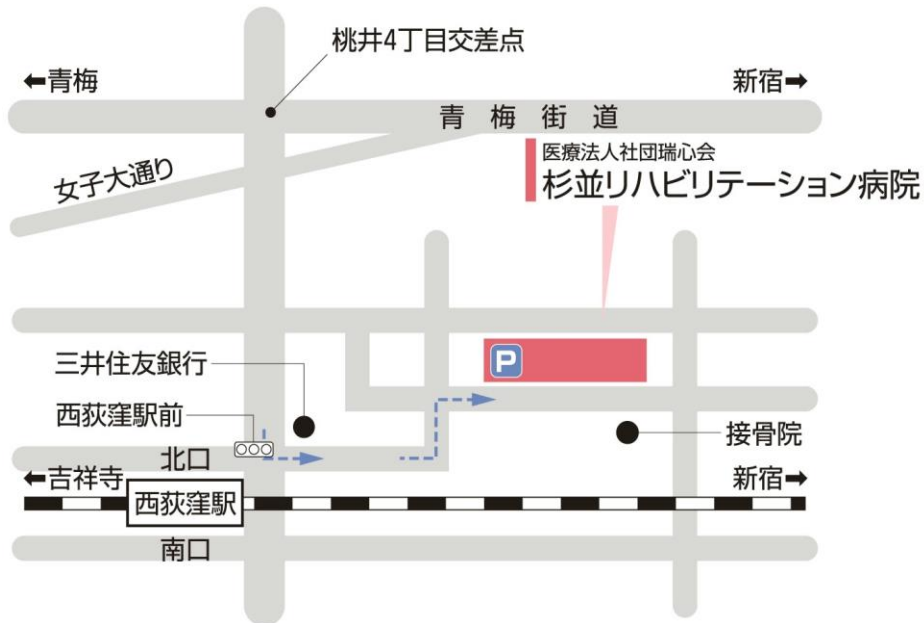 桃井4丁目交差点
←青梅
新宿→
青梅街道
女子大通り
医療法人社団瑞心会
杉並リハビリテーション病院
P
三井住友銀行
西荻窪駅前
接骨院
北口
←吉祥寺
新宿→
西荻窪駅
南口